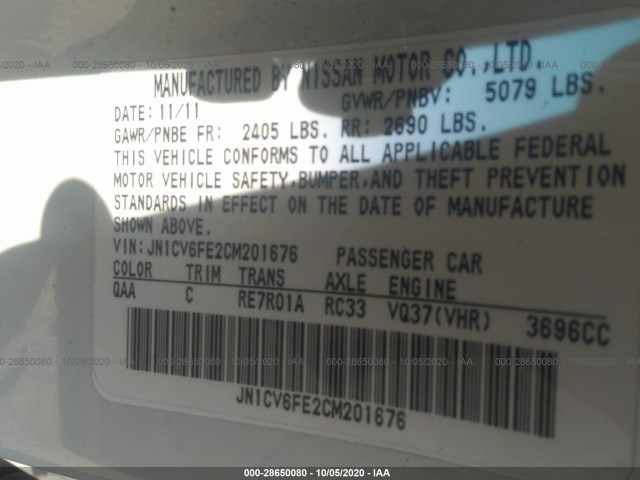 MANUFACTURED BY NISSAN MOTOR CO.,LTD.
DATE: 11/11 GVWR/PNBV: 5079 LBS.
GAWR/PNBE FR: 2405 LBS. RR: 2690 LBS.
THIS VEHICLE CONFORMS TO ALL APPLICABLE FEDERAL
MOTOR VEHICLE SAFETY,BUMPER,AND THEFT PREVENTION
STANDARDS IN EFFECT ON THE DATE OF MANUFACTURE
SHOWN ABOVE.
VIN:JN1CV6FE2CM201676 PASSENGER CAR
COLOR TRIM TRANS AXLE ENGINE
QAA C RE7R01A RC33 VQ37(VHR) 3696CC
JN1CV6FE2CM201676
000-28650080 - 10/05/2020 - IAA